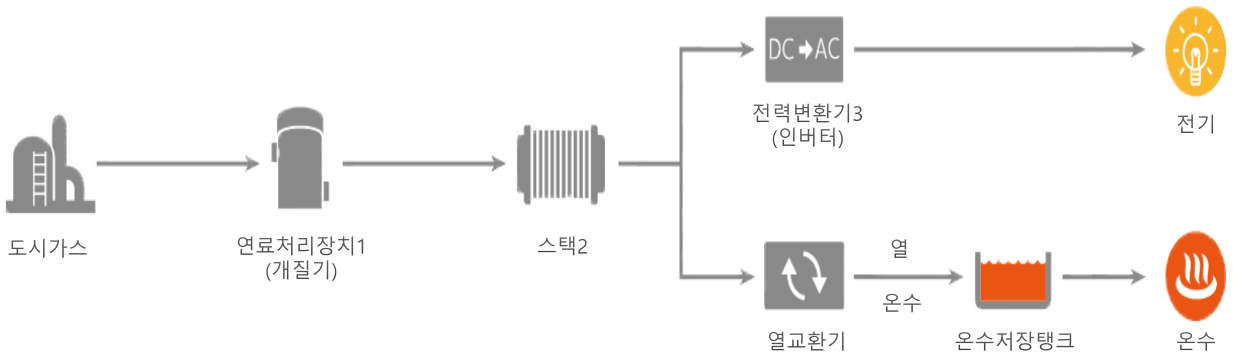 DC➡AC
전력변환기3
(인버터)
전기
도시가스
연료처리장치1
(개질기)
스택2
열
온수
열교환기
온수저장탱크
온수